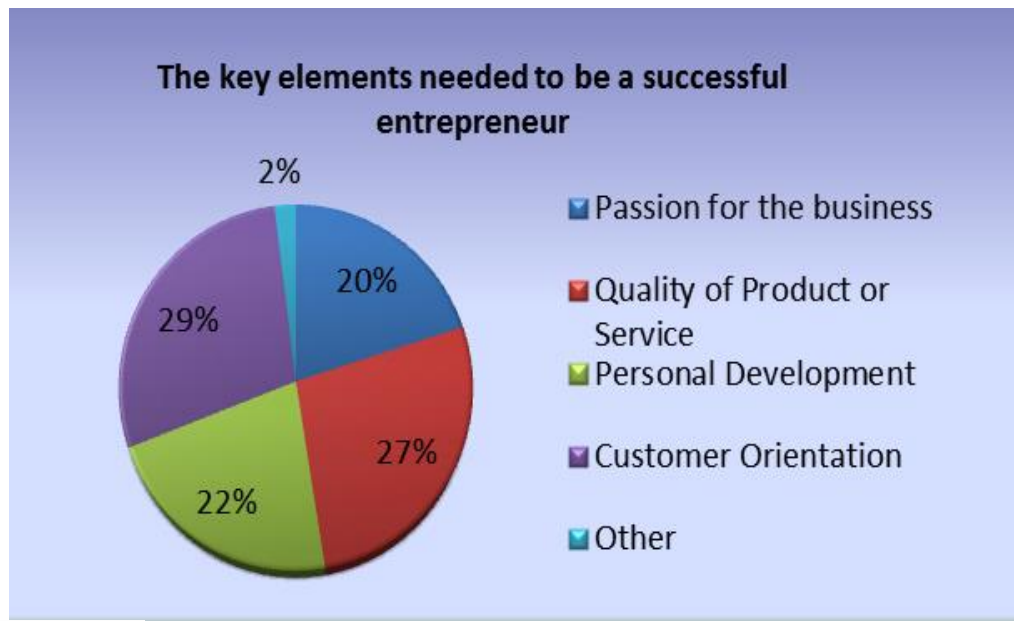 The key elements needed to be a successful
entrepreneur
2%
20%
29%
27%
22%
Passion for the business
Quality of Product or
Service
Personal Development
Customer Orientation
Other